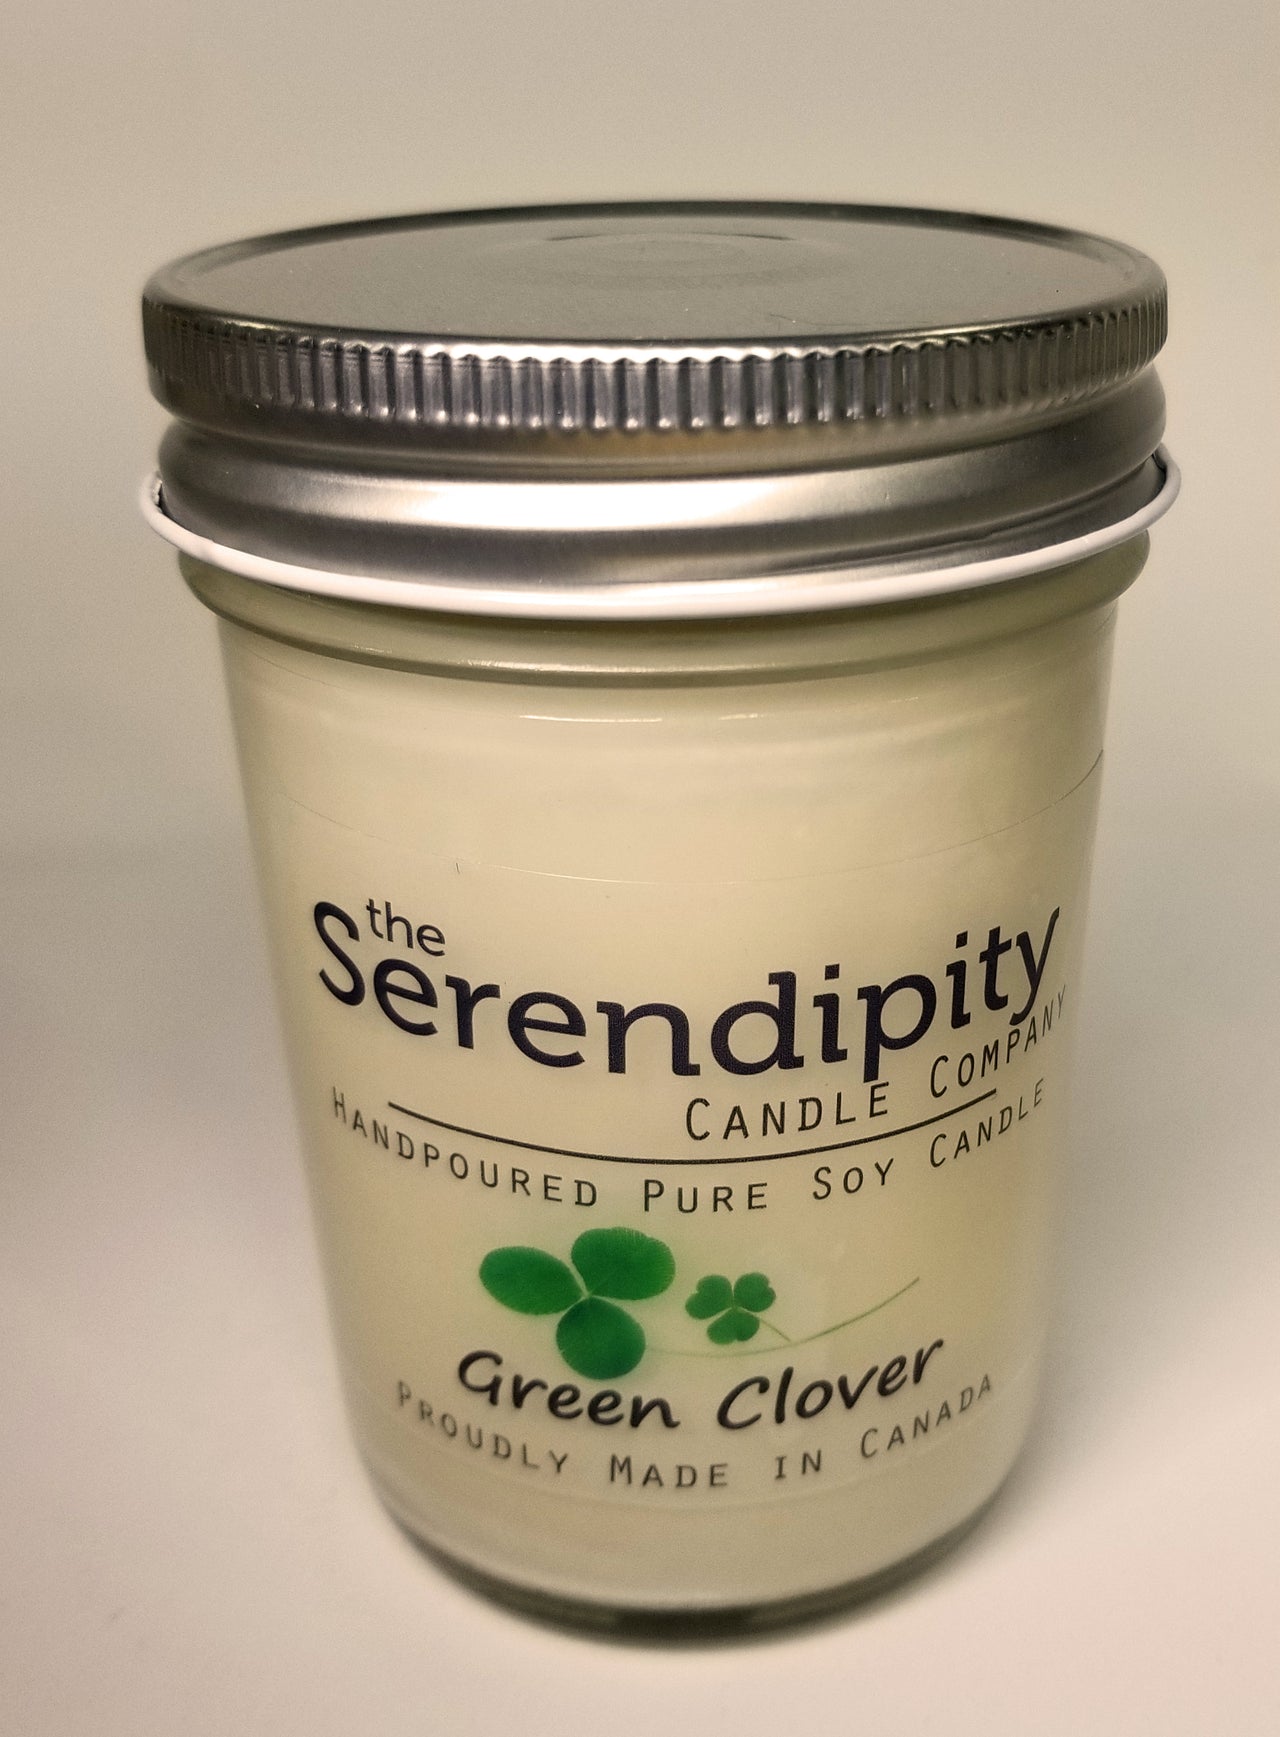 the
Serendipity
CANDLE COMPANY
HANDPOURED PURE SOY CANDLE
Green Clover
PROUDLY MADE IN CANADA